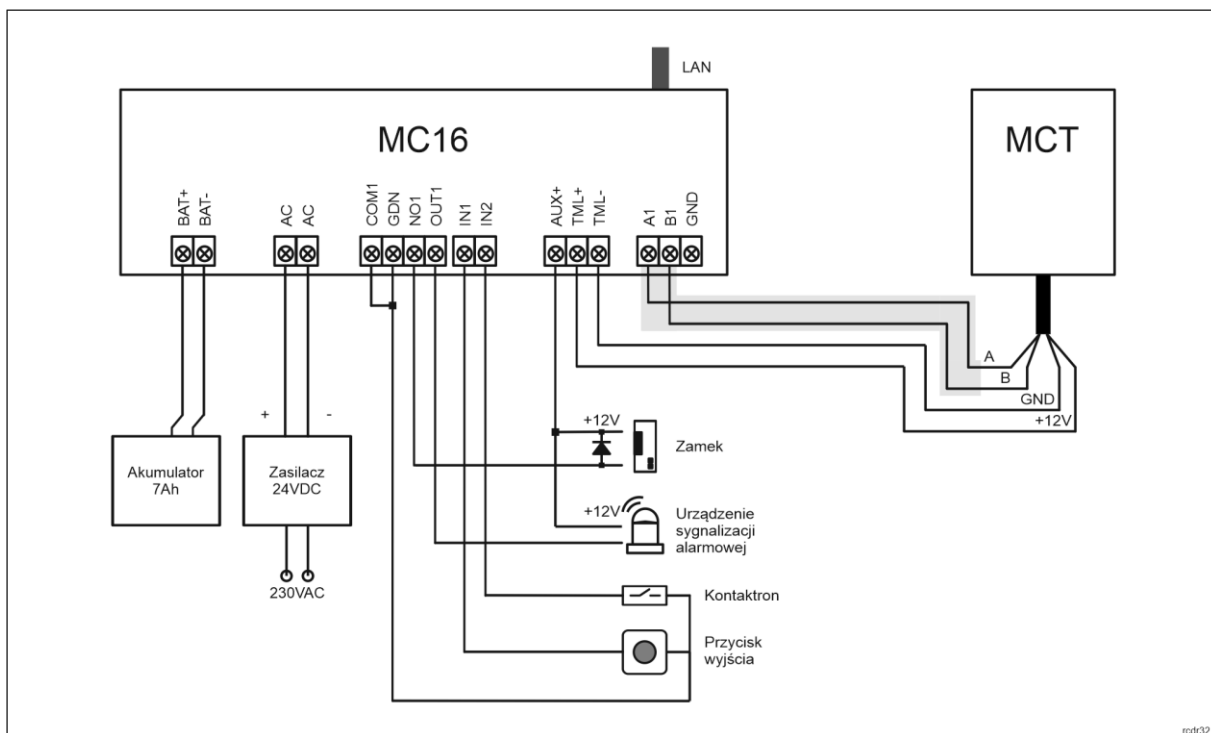 LAN
MC16
MCT
BAT+
BAT-
AC
AC
COM1
GDN
NO1
OUT1
IN1
IN2
AUX+
TML+
TML-
A1
B1
GND
A
B
GND
+12V
+
-
Akumulator
7Ah
Zasilacz
24VDC
230VAC
+12V
Zamek
+12V
Urządzenie
sygnalizacji
alarmowej
Kontaktron
Przycisk
wyjścia
rcdr32